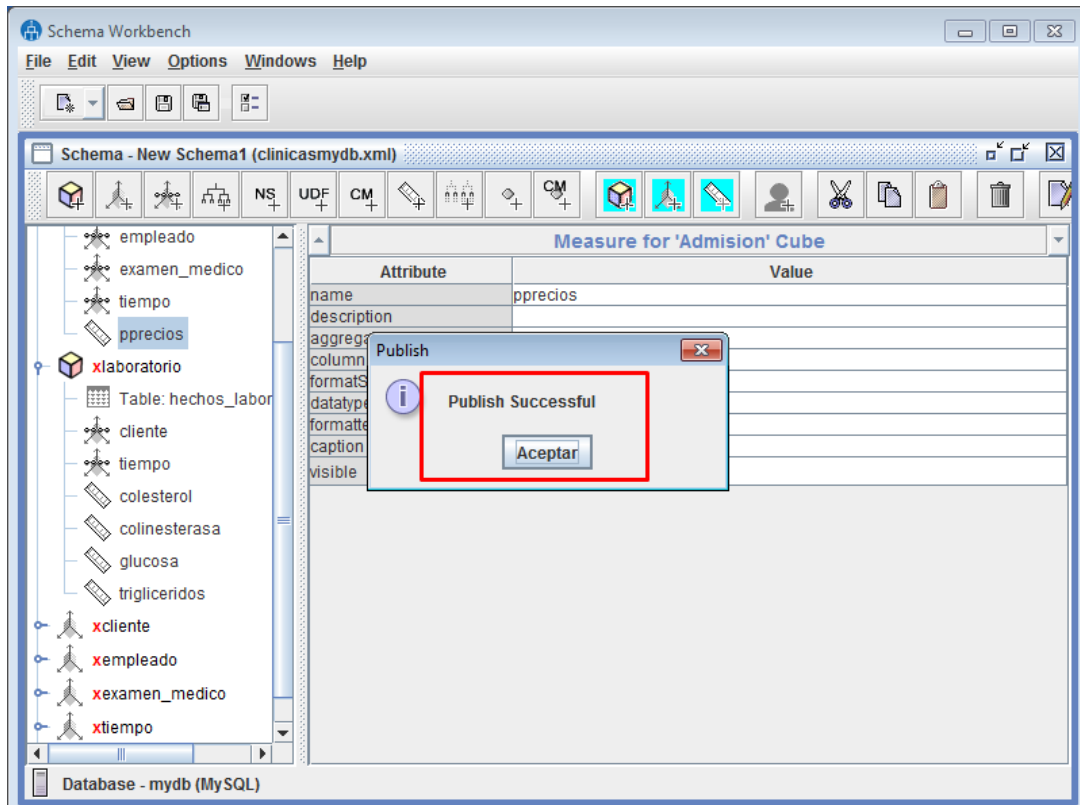 Schema Workbench
File Edit View Options Windows Help
Schema - New Schema1 (clinicasmydb.xml)
NS UDF CM CM
empleado
examen_medico
tiempo
pprecios
xlaboratorio
Table: hechos_labor
cliente
tiempo
colesterol
colinesterasa
glucosa
trigliceridos
xcliente
xempleado
xexamen_medico
xtiempo
Measure for 'Admision' Cube
Attribute Value
name pprecios
description
aggrega
column
formatS
datatype
formatte
caption
visible
Publish
Publish Successful
Aceptar
Database - mydb (MySQL)